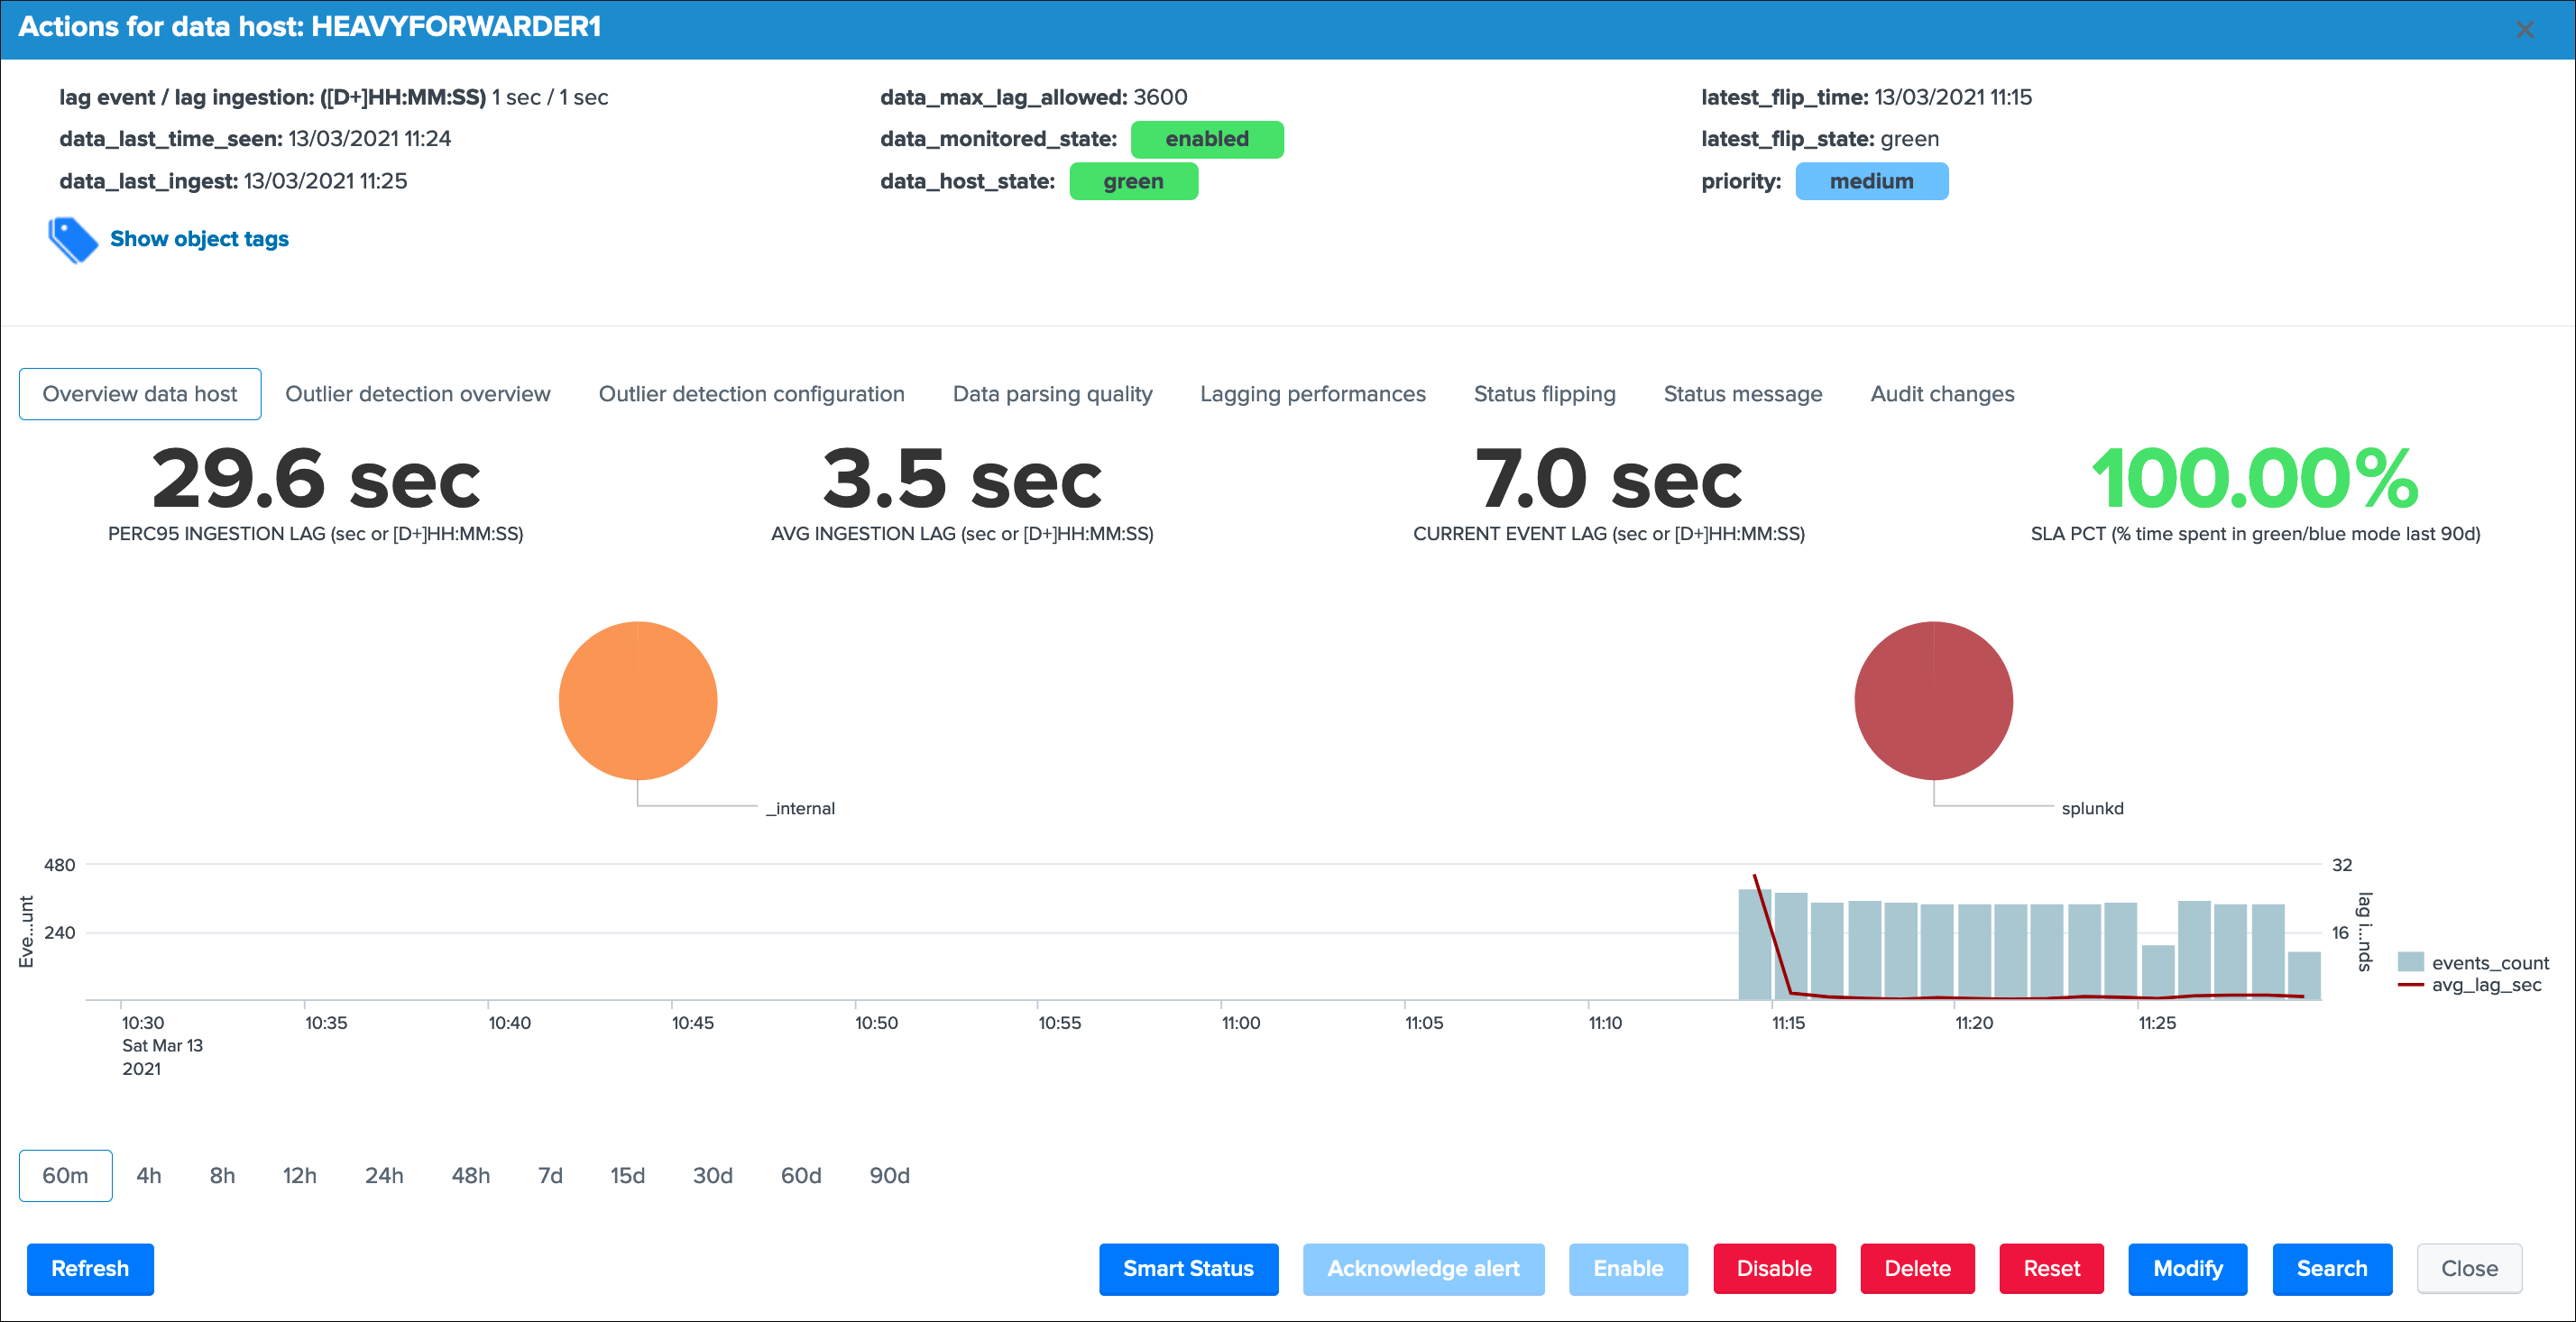 Actions for data host: HEAVYFORWARDER1
lag event / lag ingestion: ([D+]HH:MM:SS) 1 sec / 1 sec
data_last_time_seen: 13/03/2021 11:24
data_last_ingest: 13/03/2021 11:25
data_max_lag_allowed: 3600
data_monitored_state: enabled
data_host_state: green
latest_flip_time: 13/03/2021 11:15
latest_flip_state: green
priority: medium
Show object tags
Overview data host Outlier detection overview Outlier detection configuration Data parsing quality Lagging performances Status flipping Status message Audit changes
29.6 sec
PERC95 INGESTION LAG (sec or [D+]HH:MM:SS)
3.5 sec
AVG INGESTION LAG (sec or [D+]HH:MM:SS)
7.0 sec
CURRENT EVENT LAG (sec or [D+]HH:MM:SS)
100.00%
SLA PCT (% time spent in green/blue mode last 90d)
_internal
splunkd
Eve...unt
480
240
32
16
lag i...nds
events_count
avg_lag_sec
10:30 10:35 10:40 10:45 10:50 10:55 11:00 11:05 11:10 11:15 11:20 11:25
Sat Mar 13
2021
60m 4h 8h 12h 24h 48h 7d 15d 30d 60d 90d
Refresh Smart Status Acknowledge alert Enable Disable Delete Reset Modify Search Close